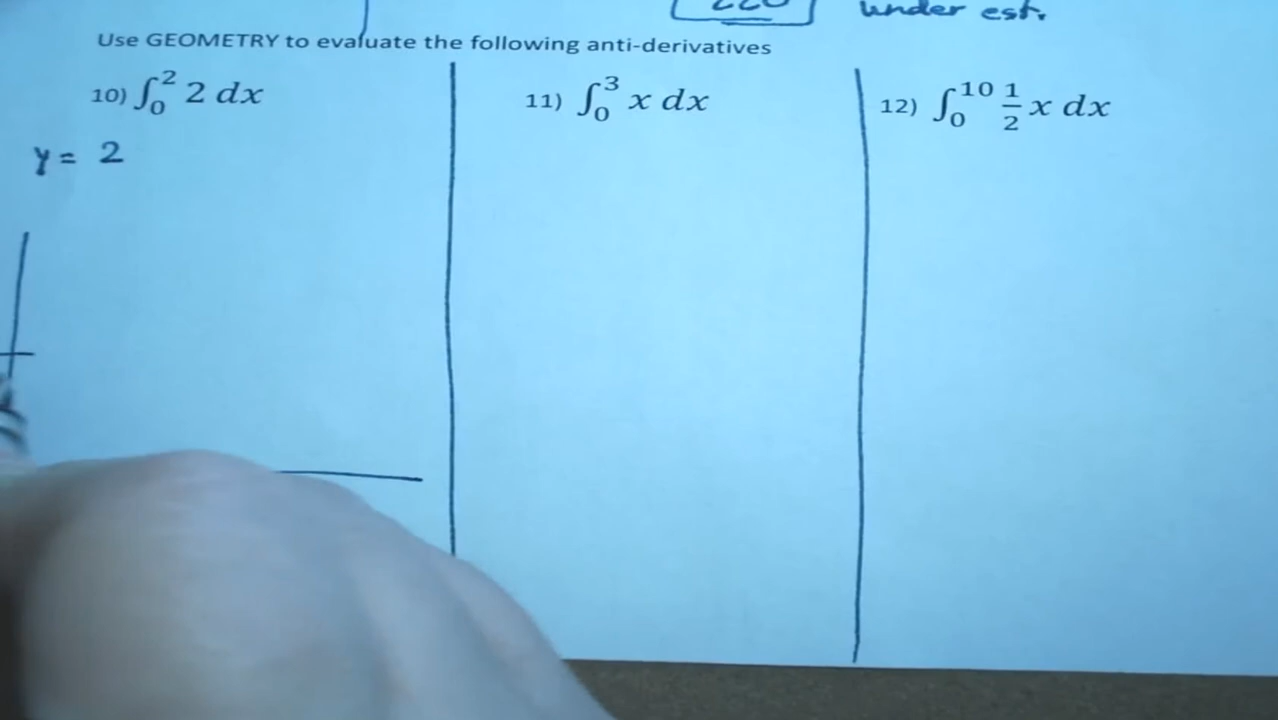 under est.
Use GEOMETRY to evaluate the following anti-derivatives
10) ∫₀² 2 dx
11) ∫₀³ x dx
12) ∫₀¹⁰ 1/2 x dx
y = 2